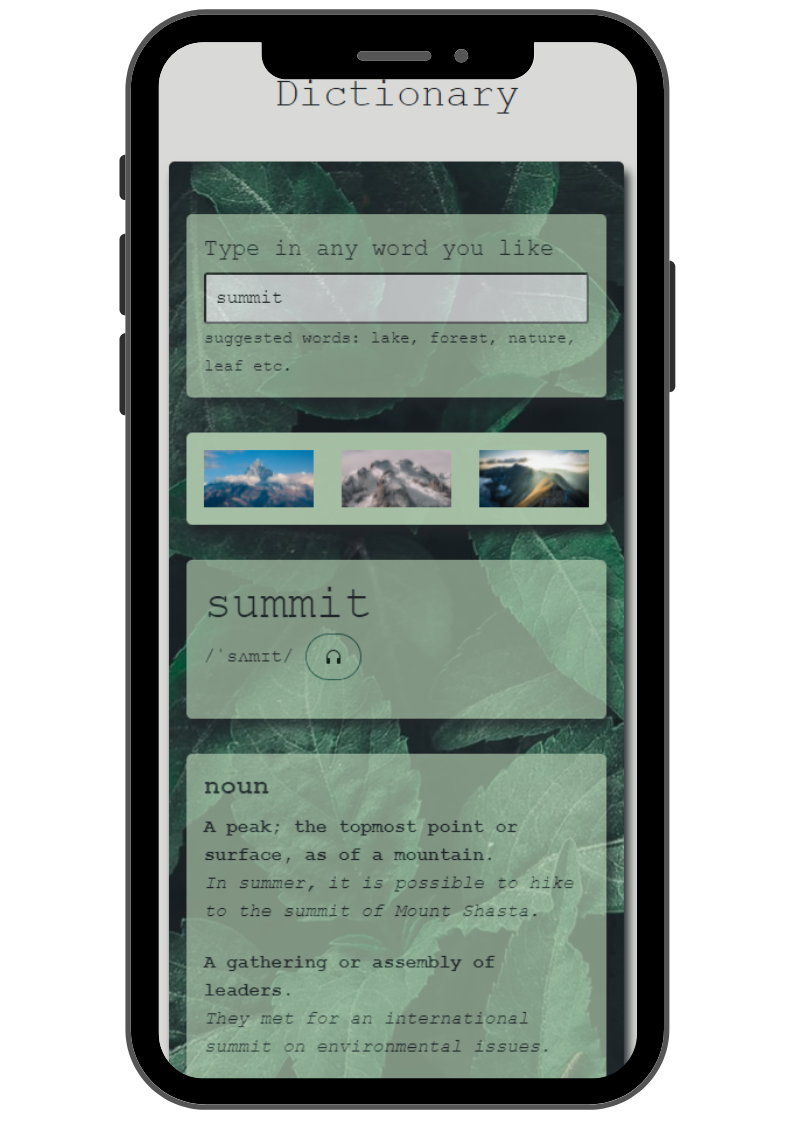 Dictionary
Type in any word you like
summit
suggested words: lake, forest, nature,
leaf etc.
summit
/ˈsʌmɪt/
noun
A peak; the topmost point or
surface, as of a mountain.
In summer, it is possible to hike
to the summit of Mount Shasta.
A gathering or assembly of
leaders.
They met for an international
summit on environmental issues.